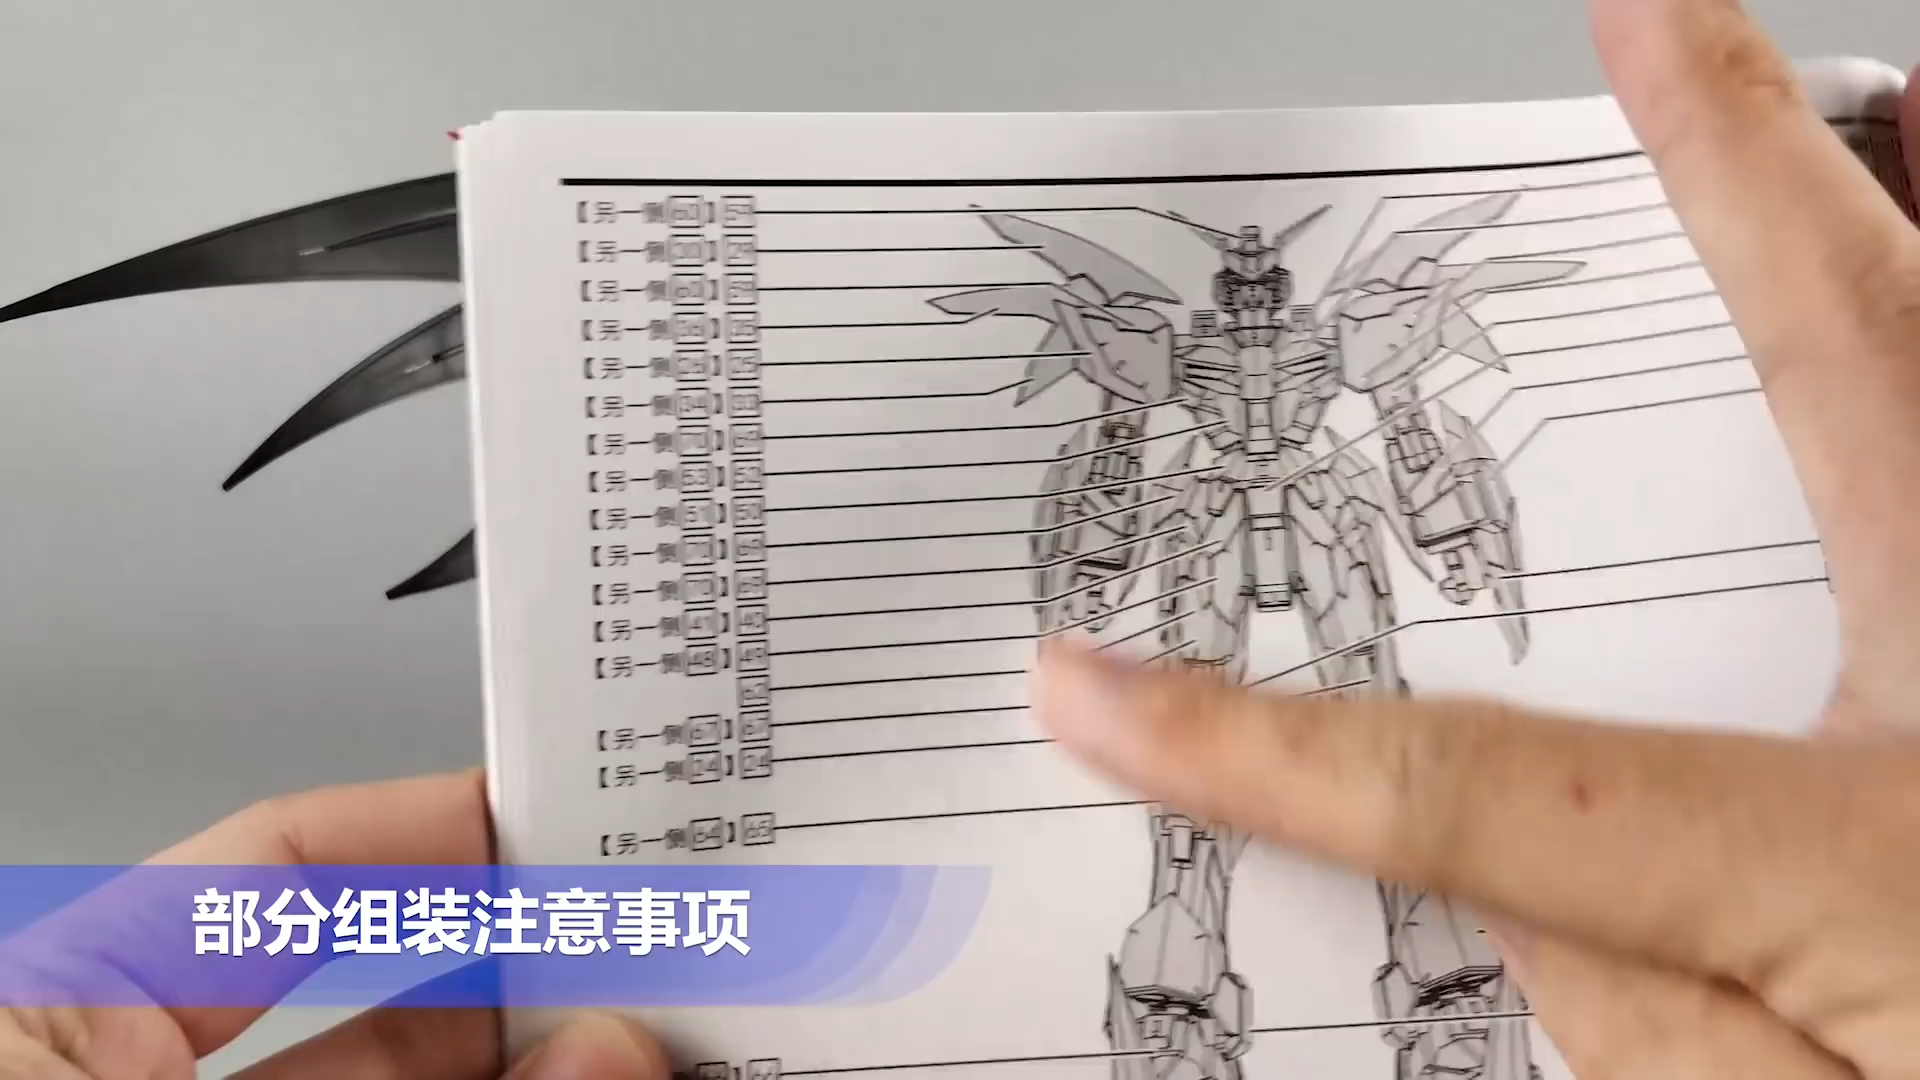 【另一侧60】59
【另一侧30】29
【另一侧60】59
【另一侧36】35
【另一侧26】25
【另一侧34】33
【另一侧70】69
【另一侧53】52
【另一侧51】50
【另一侧70】69
【另一侧70】69
【另一侧41】40
【另一侧48】49
62
【另一侧67】67
【另一侧24】24
【另一侧64】65
部分组装注意事项